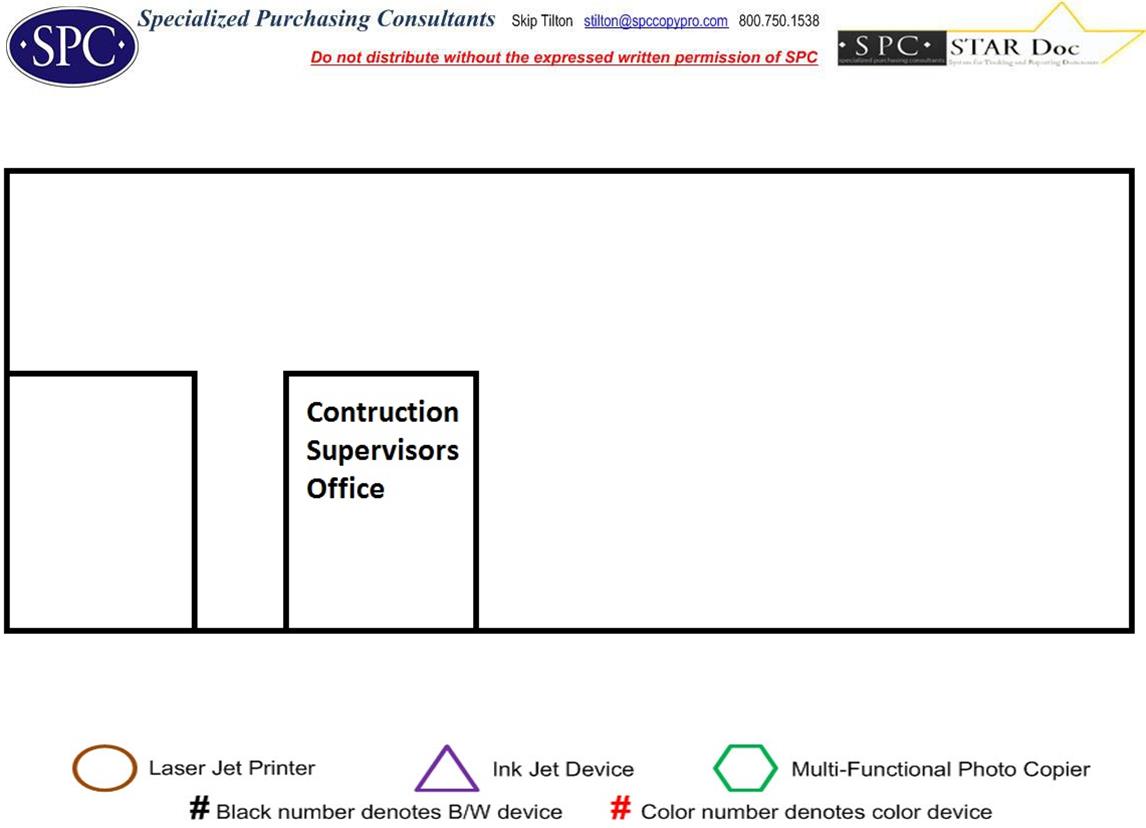 SPC
Specialized Purchasing Consultants Skip Tilton stilton@spccopypro.com 800.750.1538
Do not distribute without the expressed written permission of SPC
· S P C · STAR Doc
specialized purchasing consultants System for Tracking and Reporting Documents
Contruction
Supervisors
Office
Laser Jet Printer Ink Jet Device Multi-Functional Photo Copier
# Black number denotes B/W device # Color number denotes color device